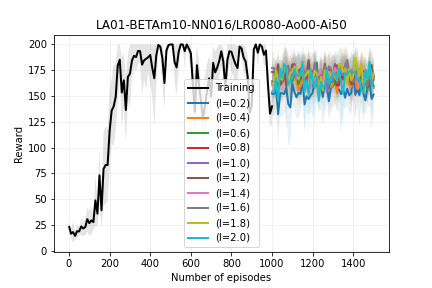 LA01-BETAm10-NN016/LR0080-Ao00-Ai50
Reward
200
175
150
125
100
75
50
25
0
Training
(l=0.2)
(l=0.4)
(l=0.6)
(l=0.8)
(l=1.0)
(l=1.2)
(l=1.4)
(l=1.6)
(l=1.8)
(l=2.0)
0 200 400 600 800 1000 1200 1400
Number of episodes